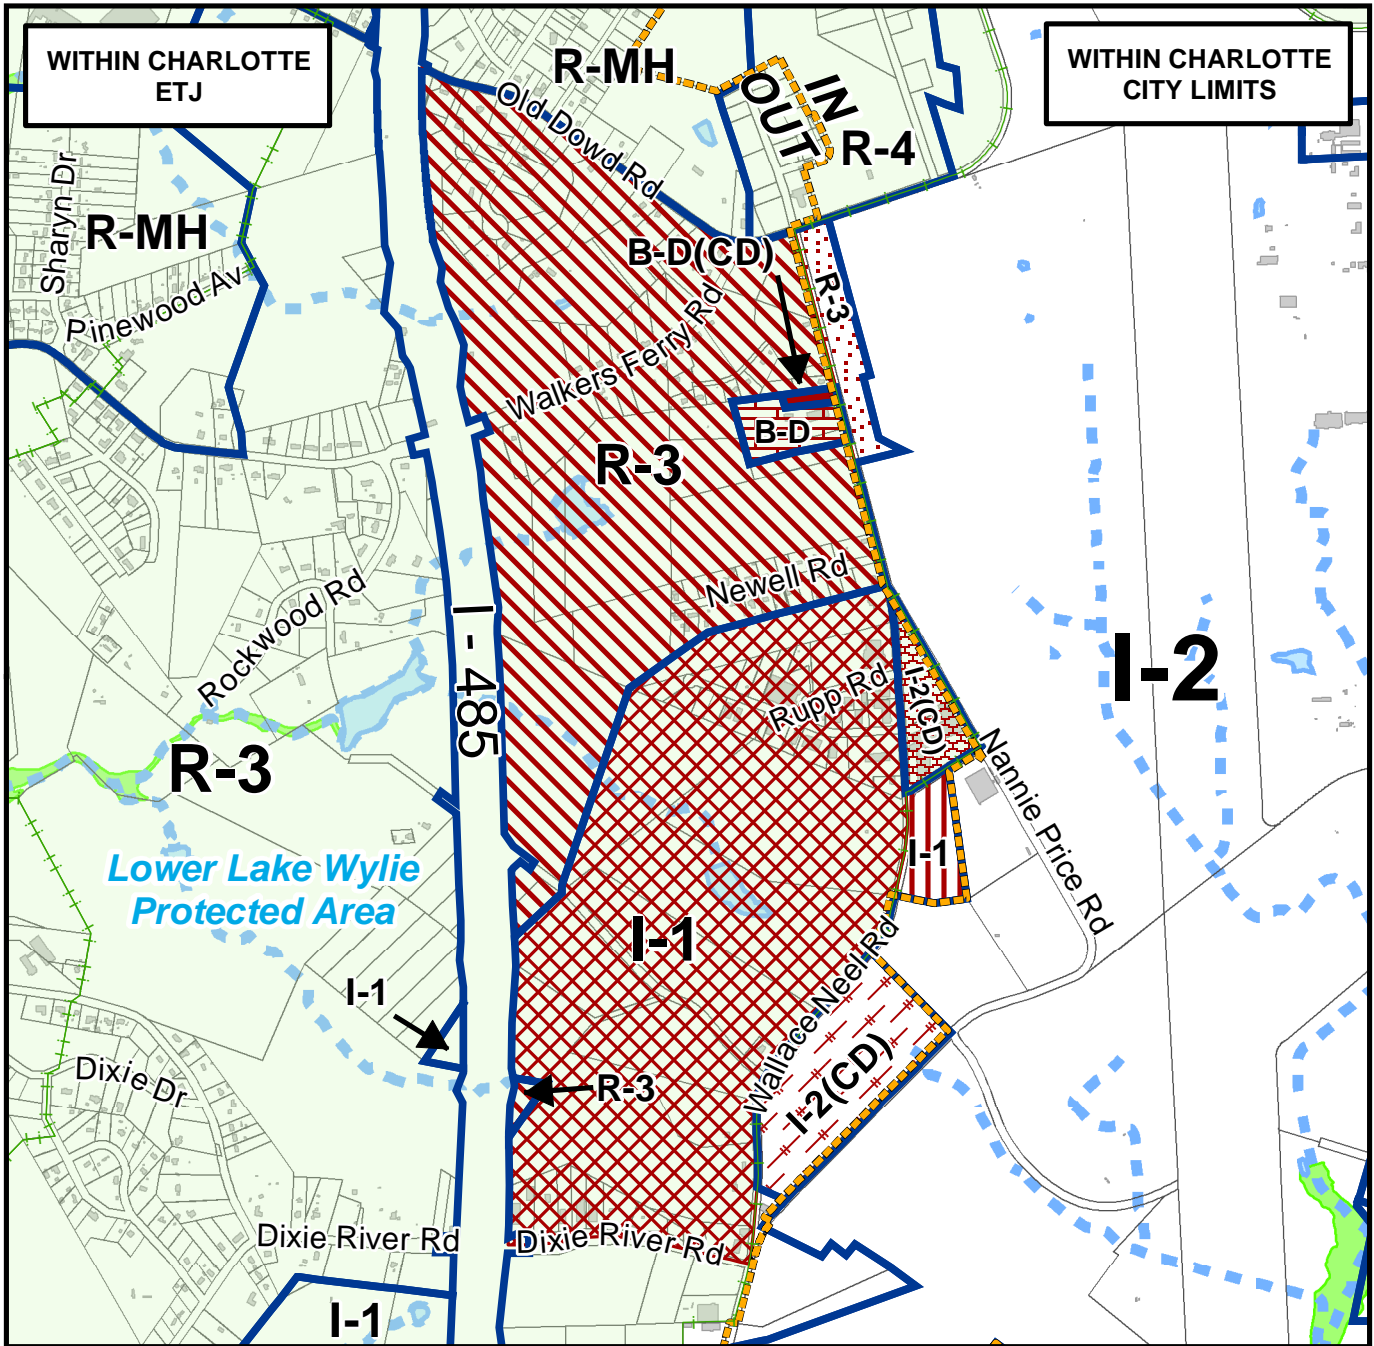 WITHIN CHARLOTTE
ETJ
WITHIN CHARLOTTE
CITY LIMITS
R-MH
IN
OUT
Old Dowd Rd
R-4
Sharyn Dr
R-MH
B-D(CD)
R-3
Pinewood Av
Walkers Ferry Rd
B-D
R-3
Newell Rd
Rockwood Rd
I - 485
I-2
Rupp Rd
I-2(CD)
R-3
Nannie Price Rd
Lower Lake Wylie
Protected Area
I-1
I-1
Wallace Neel Rd
I-1
I-2(CD)
Dixie Dr
R-3
Dixie River Rd
Dixie River Rd
I-1